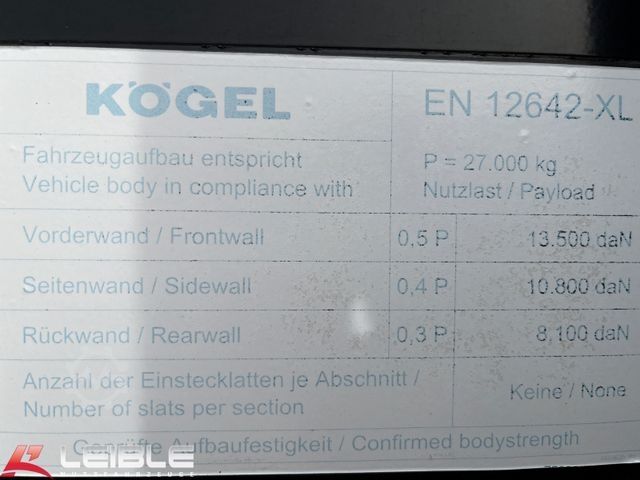 KÖGEL
EN 12642-XL
Fahrzeugaufbau entspricht
Vehicle body in compliance with
P = 27.000 kg
Nutzlast / Payload
Vorderwand / Frontwall 0,5 P 13.500 daN
Seitenwand / Sidewall 0,4 P 10.800 daN
Rückwand / Rearwall 0,3 P 8.100 daN
Anzahl der Einstecklatten je Abschnitt /
Number of slats per section
Keine / None
Geprüfte Aufbaufestigkeit / Confirmed bodystrength
LEIBLE
NUTZFAHRZEUGE